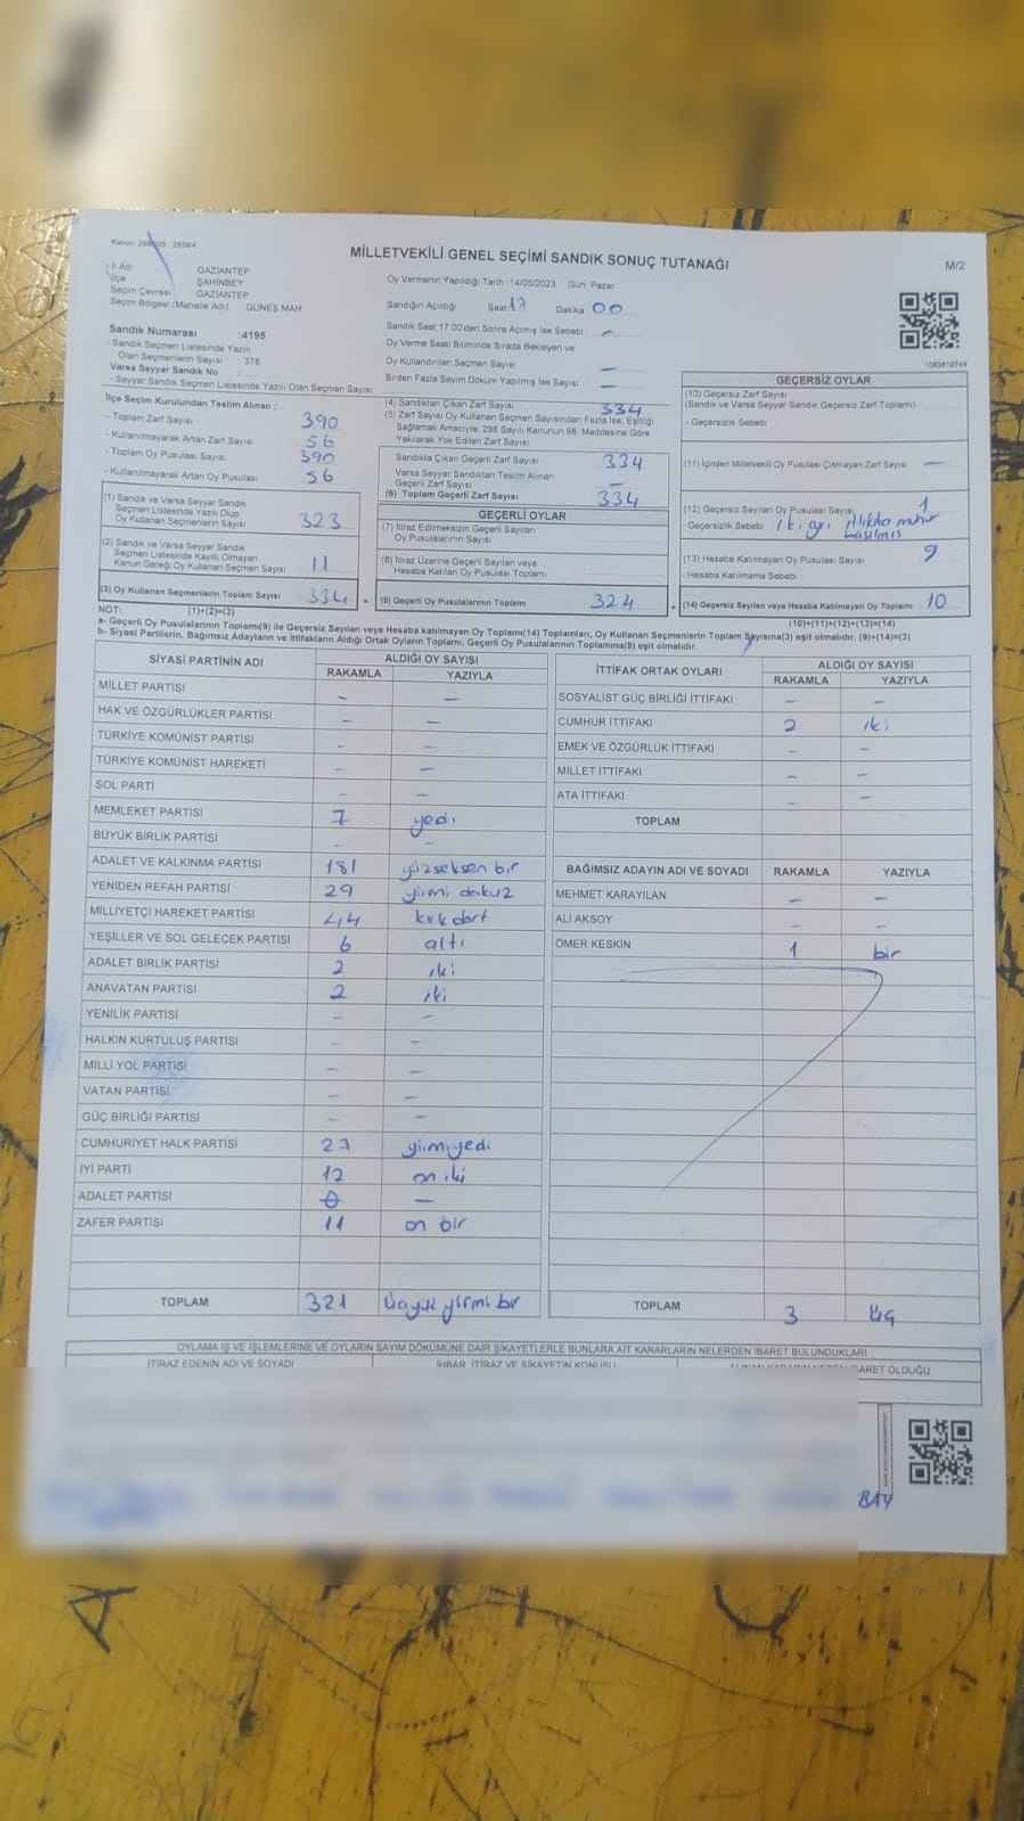 MİLLETVEKİLİ GENEL SEÇİMİ SANDIK SONUÇ TUTANAĞI
M/2
İl Adı GAZİANTEP
İlçe ŞAHİNBEY
Seçim Çevresi GAZİANTEP
Seçim Bölgesi (Mahalle Adı) GÜNEŞ MAH
Oy Vermenin Yapıldığı Tarih :14/05/2023 Gün: Pazar
Sandığın Açıldığı Saat 17 Dakika 00
Sandık Saat 17:00'den Sonra Açılmış İse Sebebi -
Oy Verme Saati Bitiminde Sırada Bekleyen ve
Oy Kullandırılan Seçmen Sayısı -
Birden Fazla Sayım Döküm Yapılmış İse Sayısı -
Sandık Numarası :4195
- Sandık Seçmen Listesinde Yazılı
Olan Seçmenlerin Sayısı : 378
Varsa Seyyar Sandık No
- Seyyar Sandık Seçmen Listesinde Yazılı Olan Seçmen Sayısı:
İlçe Seçim Kurulundan Teslim Alınan :
- Toplam Zarf Sayısı 390
- Kullanılmayarak Artan Zarf Sayısı 56
- Toplam Oy Pusulası Sayısı 390
- Kullanılmayarak Artan Oy Pusulası 56
(1) Sandık ve Varsa Seyyar Sandık
Seçmen Listesinde Yazılı Olup
Oy Kullanan Seçmenlerin Sayısı 323
(2) Sandık ve Varsa Seyyar Sandık
Seçmen Listesinde Kayıtlı Olmayan
Kanun Gereği Oy Kullanan Seçmen Sayısı 11
(3) Oy Kullanan Seçmenlerin Toplam Sayısı 334
(1)+(2)=(3)
(4) Sandıktan Çıkan Zarf Sayısı 334
(5) Zarf Sayısı Oy Kullanan Seçmen Sayısından Fazla İse, Eşitliği
Sağlamak Amacıyla, 298 Sayılı Kanunun 98. Maddesine Göre
Yakılarak Yok Edilen Zarf Sayısı
Sandıkta Çıkan Geçerli Zarf Sayısı 334
Varsa Seyyar Sandıktan Teslim Alınan
Geçerli Zarf Sayısı
(6) Toplam Geçerli Zarf Sayısı 334
GEÇERLİ OYLAR
(7) İtiraz Edilmeksizin Geçerli Sayılan
Oy Pusulalarının Sayısı
(8) İtiraz Üzerine Geçerli Sayılan veya
Hesaba Katılan Oy Pusulası Toplamı
(9) Geçerli Oy Pusulalarının Toplamı 324
GEÇERSİZ OYLAR
(10) Geçersiz Zarf Sayısı
(Sandık ve Varsa Seyyar Sandık Geçersiz Zarf Toplamı)
- Geçersizlik Sebebi:
(11) İçinden Milletvekili Oy Pusulası Çıkmayan Zarf Sayısı -
(12) Geçersiz Sayılan Oy Pusulası Sayısı 1
Geçersizlik Sebebi iki ayrı ittifaka mühür
basılmış
(13) Hesaba Katılmayan Oy Pusulası Sayısı 9
- Hesaba Katılmama Sebebi
(14) Geçersiz Sayılan veya Hesaba Katılmayan Oy Toplamı 10
(10)+(11)+(12)+(13)=(14)
NOT:
a- Geçerli Oy Pusulaları Toplamı(9) ile Geçersiz Sayılan veya Hesaba katılmayan Oy Toplamı(14) Toplamları, Oy Kullanan Seçmenlerin Toplam Sayısına(3) eşit olmalıdır. (9)+(14)=(3)
b- Siyasi Partilerin, Bağımsız Adayların ve İttifakların Aldığı Ortak Oyların Toplamı, Geçerli Oy Pusulalarının Toplamına(9) eşit olmalıdır.
SİYASİ PARTİNİN ADI ALDIĞI OY SAYISI
RAKAMLA YAZIYLA
MİLLET PARTİSİ - -
HAK VE ÖZGÜRLÜKLER PARTİSİ - -
TÜRKİYE KOMÜNİST PARTİSİ - -
TÜRKİYE KOMÜNİST HAREKETİ - -
SOL PARTİ - -
MEMLEKET PARTİSİ 7 yedi
BÜYÜK BİRLİK PARTİSİ - -
ADALET VE KALKINMA PARTİSİ 181 yüzseksen bir
YENİDEN REFAH PARTİSİ 29 yirmi dokuz
MİLLİYETÇİ HAREKET PARTİSİ 44 kırk dört
YEŞİLLER VE SOL GELECEK PARTİSİ 6 altı
ADALET BİRLİK PARTİSİ 2 iki
ANAVATAN PARTİSİ 2 iki
YENİLİK PARTİSİ - -
HALKIN KURTULUŞ PARTİSİ - -
MİLLİ YOL PARTİSİ - -
VATAN PARTİSİ - -
GÜÇ BİRLİĞİ PARTİSİ - -
CUMHURİYET HALK PARTİSİ 27 yirmiyedi
İYİ PARTİ 12 on iki
ADALET PARTİSİ 0 -
ZAFER PARTİSİ 11 on bir
TOPLAM 321 üçyüz yirmi bir
İTTİFAK ORTAK OYLARI ALDIĞI OY SAYISI
RAKAMLA YAZIYLA
SOSYALİST GÜÇ BİRLİĞİ İTTİFAKI - -
CUMHUR İTTİFAKI 2 iki
EMEK VE ÖZGÜRLÜK İTTİFAKI - -
MİLLET İTTİFAKI - -
ATA İTTİFAKI - -
TOPLAM
BAĞIMSIZ ADAYIN ADI VE SOYADI RAKAMLA YAZIYLA
MEHMET KARAYILAN - -
ALİ AKSOY - -
ÖMER KESKİN 1 bir
TOPLAM 3 üç
OYLAMA İŞ VE İŞLEMLERİNE VE OYLARIN SAYIM DÖKÜMÜNE DAİR ŞİKAYETLERLE BUNLARA AİT KARARLARIN NELERDEN İBARET BULUNDUKLARI
İTİRAZ EDENİN ADI VE SOYADI
İHBAR, İTİRAZ VE ŞİKAYETİN KONUSU